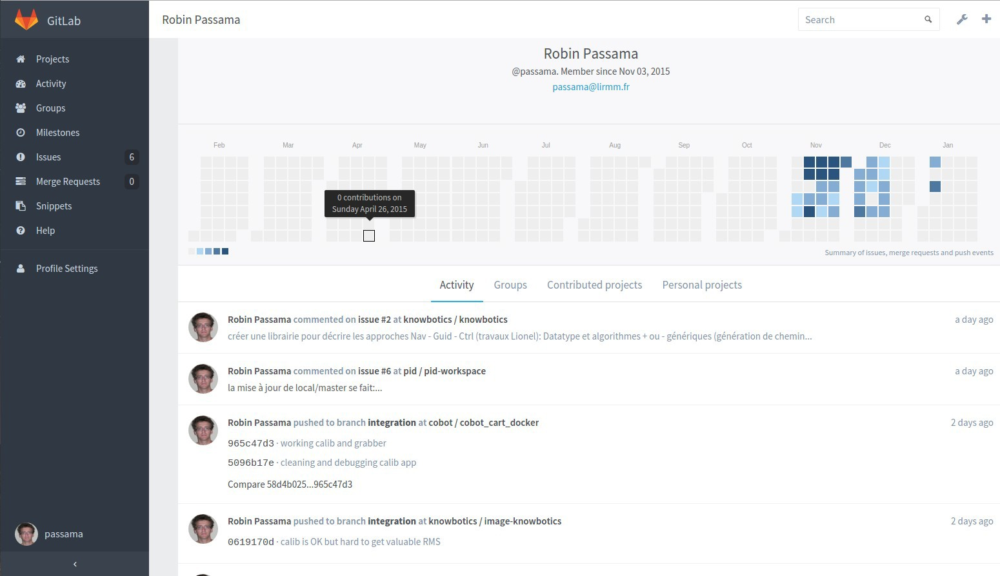 GitLab
Robin Passama
Search
Projects
Activity
Groups
Milestones
Issues 6
Merge Requests 0
Snippets
Help
Profile Settings
passama
Robin Passama
@passama. Member since Nov 03, 2015
passama@lirmm.fr
Feb Mar Apr May Jun Jul Aug Sep Oct Nov Dec Jan
0 contributions on
Sunday April 26, 2015
Summary of issues, merge requests and push events
Activity Groups Contributed projects Personal projects
Robin Passama commented on issue #2 at knowbotics / knowbotics a day ago
créer une librairie pour décrire les approches Nav - Guid - Ctrl (travaux Lionel): Datatype et algorithmes + ou - génériques (génération de chemin...
Robin Passama commented on issue #6 at pid / pid-workspace a day ago
la mise à jour de local/master se fait:...
Robin Passama pushed to branch integration at cobot / cobot_cart_docker 2 days ago
965c47d3 · working calib and grabber
5096b17e · cleaning and debugging calib app
Compare 58d4b025...965c47d3
Robin Passama pushed to branch integration at knowbotics / image-knowbotics 2 days ago
0619170d · calib is OK but hard to get valuable RMS